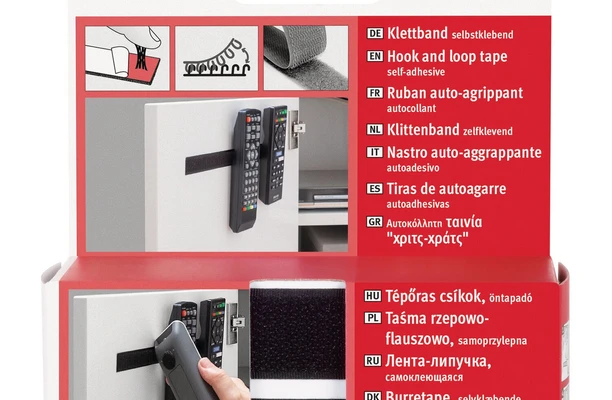 DE Klettband selbstklebend
EN Hook and loop tape
self-adhesive
FR Ruban auto-agrippant
autocollant
NL Klittenband zelfklevend
IT Nastro auto-aggrappante
autoadesivo
ES Tiras de autoagarre
autoadhesivas
GR Αυτοκόλλητη ταινία
"χριτς-χράτς"
HU Tépőras csíkok, öntapadó
PL Taśma rzepowo-
flauszowo, samoprzylepna
RU Лента-липучка,
самоклеющаяся
DK Burretape, selvklæbende